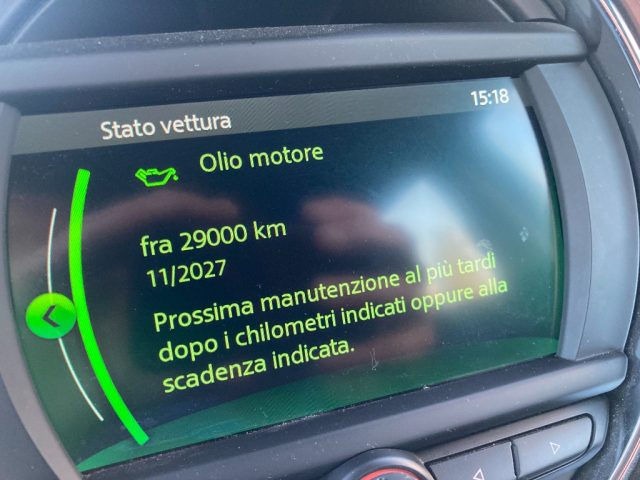 Stato vettura
15:18
Olio motore
fra 29000 km
11/2027
Prossima manutenzione al più tardi
dopo i chilometri indicati oppure alla
scadenza indicata.